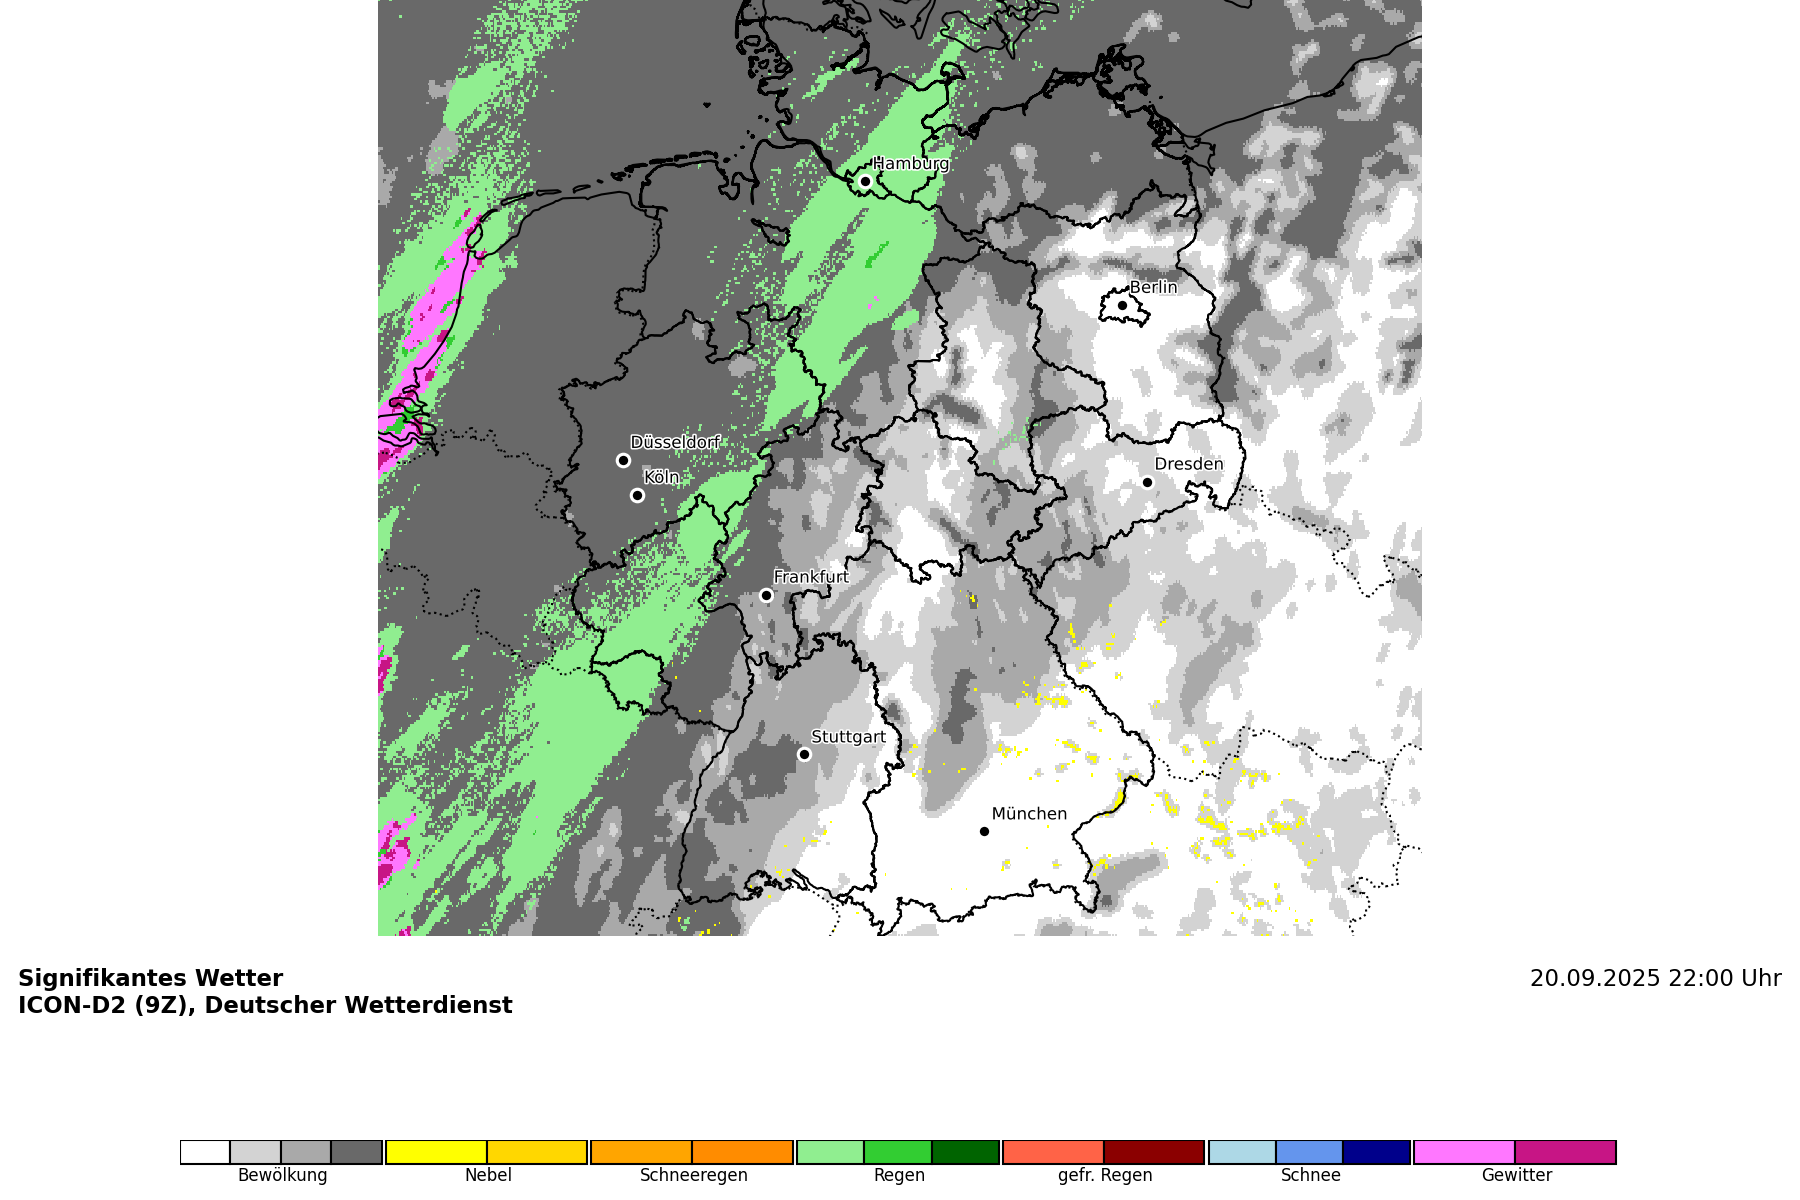 Hamburg
Berlin
Düsseldorf
Köln
Dresden
Frankfurt
Stuttgart
München
Signifikantes Wetter
ICON-D2 (9Z), Deutscher Wetterdienst
20.09.2025 22:00 Uhr
Bewölkung Nebel Schneeregen Regen gefr. Regen Schnee Gewitter